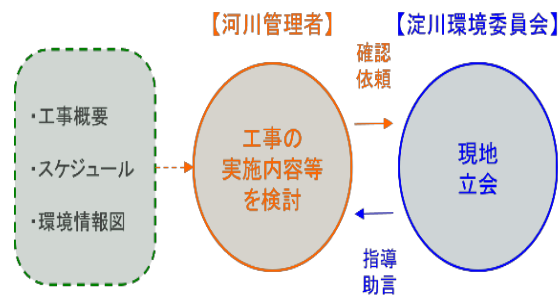 【河川管理者】
【淀川環境委員会】
・工事概要
・スケジュール
・環境情報図
工事の
実施内容等
を検討
確認
依頼
現地
立会
指導
助言